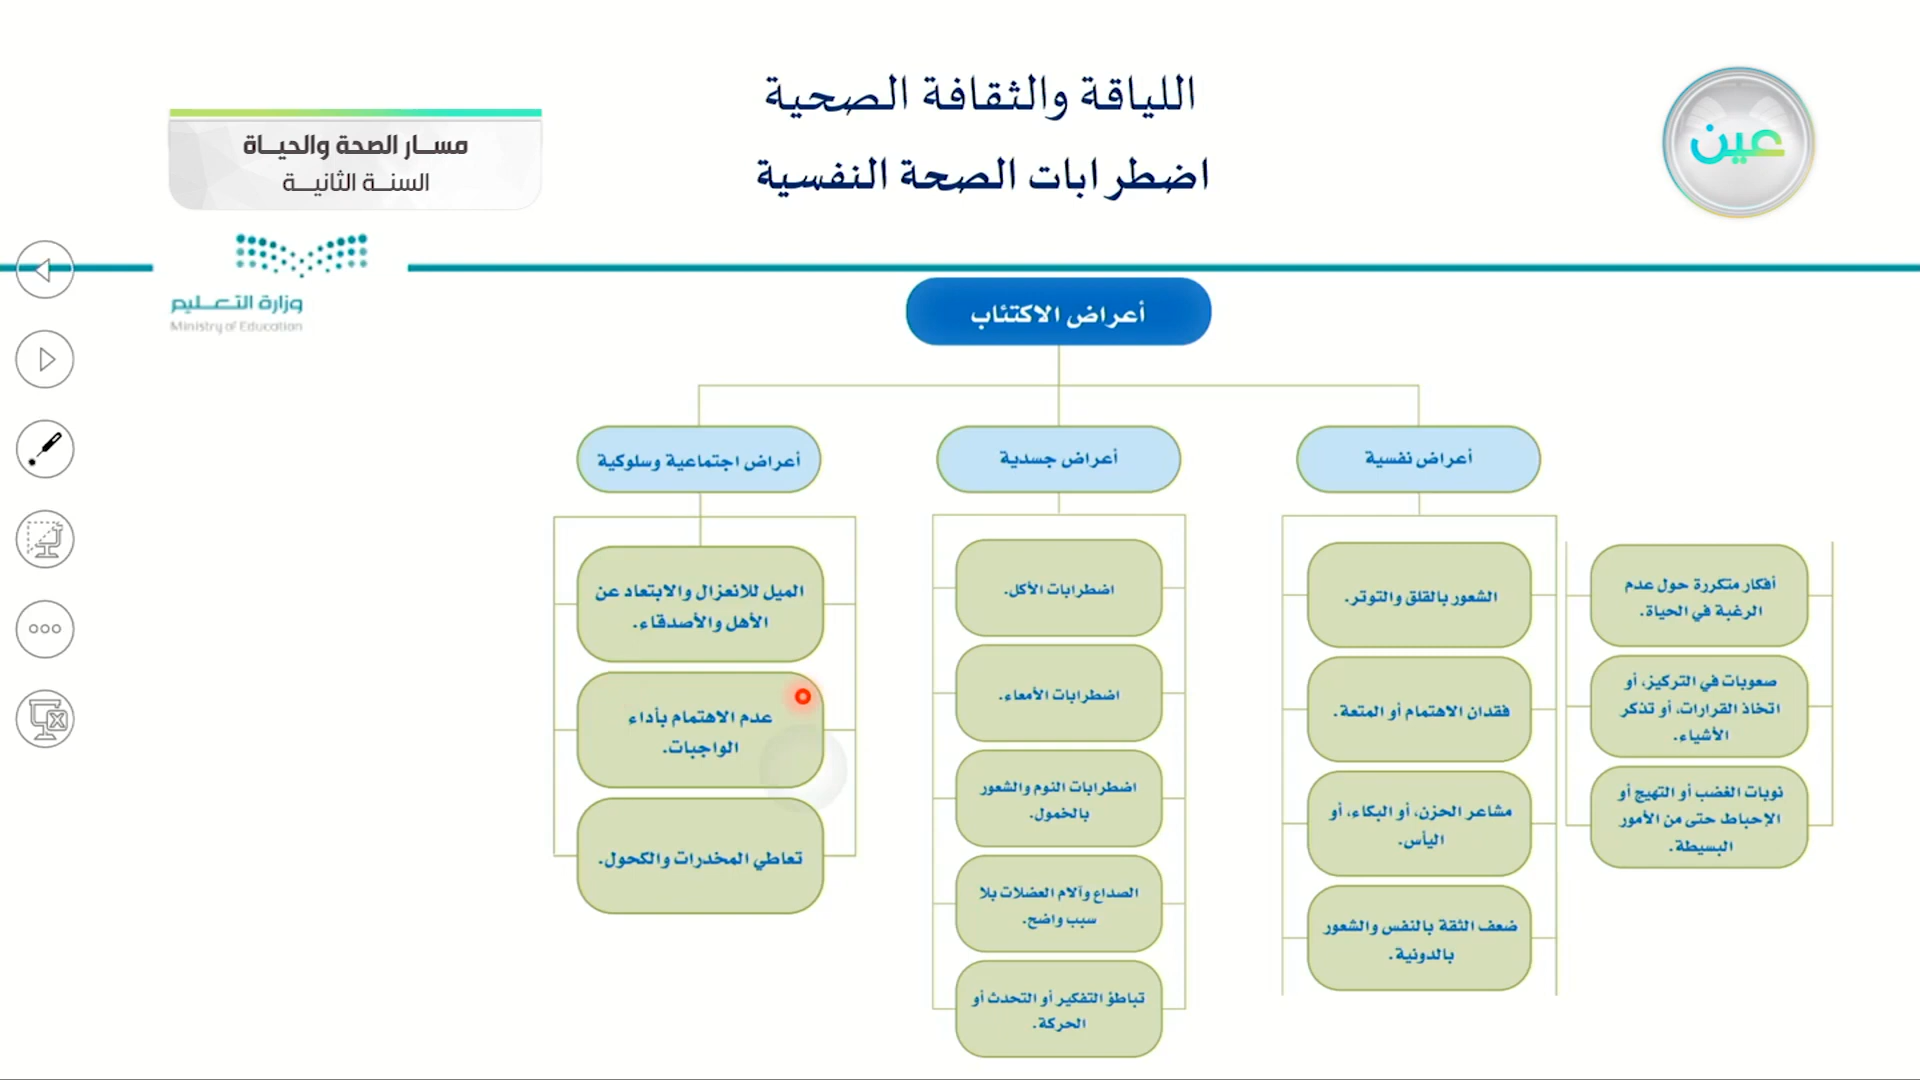 اللياقة والثقافة الصحية
اضطرابات الصحة النفسية
عين
مسار الصحة والحياة
السنة الثانية
وزارة التعليم
Ministry of Education
أعراض الاكتئاب
أعراض نفسية
أفكار متكررة حول عدم
الرغبة في الحياة.
صعوبات في التركيز، أو
اتخاذ القرارات، أو تذكر
الأشياء.
نوبات الغضب أو التهيج أو
الإحباط حتى من الأمور
البسيطة.
الشعور بالقلق والتوتر.
فقدان الاهتمام أو المتعة.
مشاعر الحزن، أو البكاء، أو
اليأس.
ضعف الثقة بالنفس والشعور
بالدونية.
أعراض جسدية
اضطرابات الأكل.
اضطرابات الأمعاء.
اضطرابات النوم والشعور
بالخمول.
الصداع وآلام العضلات بلا
سبب واضح.
تباطؤ التفكير أو التحدث أو
الحركة.
أعراض اجتماعية وسلوكية
الميل للانعزال والابتعاد عن
الأهل والأصدقاء.
عدم الاهتمام بأداء
الواجبات.
تعاطي المخدرات والكحول.